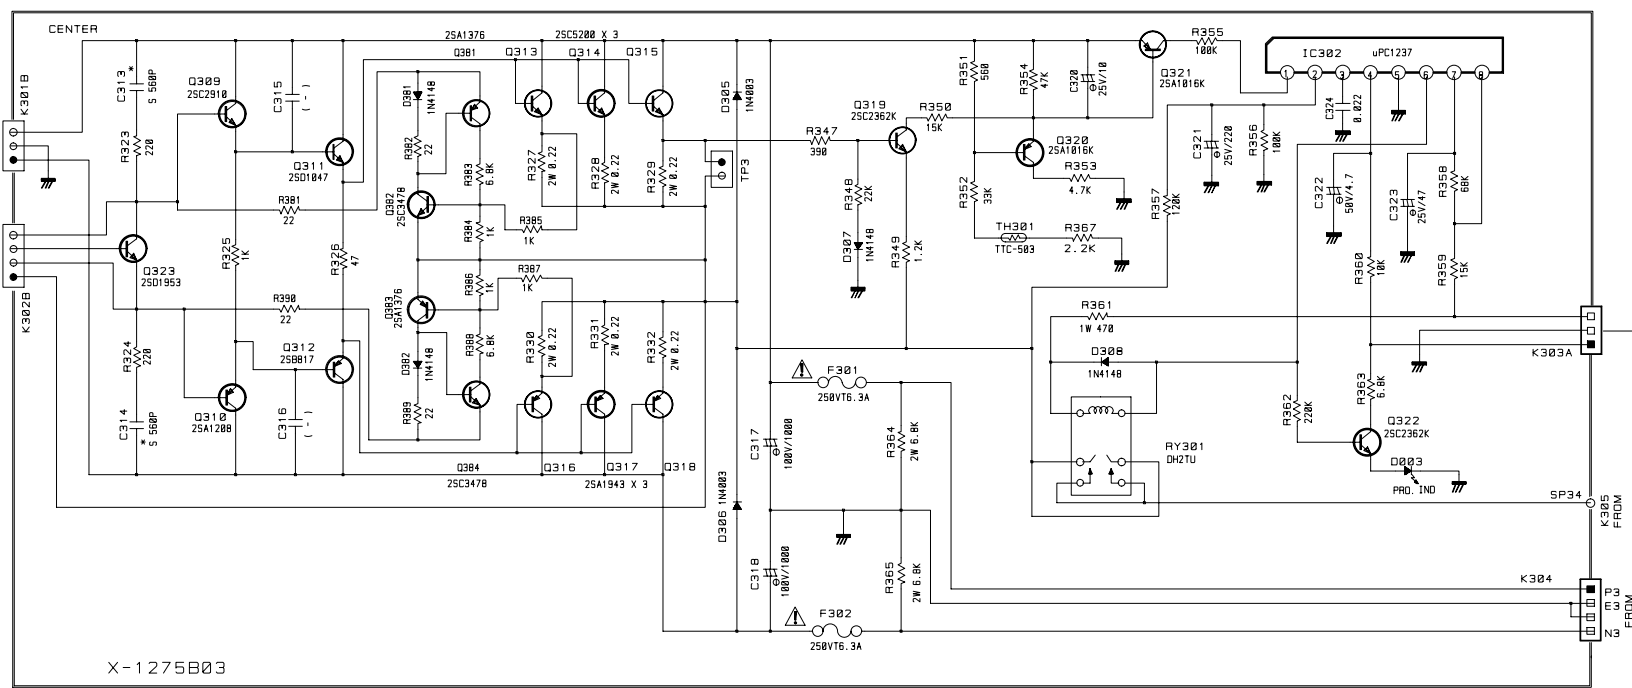 CENTER
K301B
K302B
C313 *
S 560P
R323
220
Q309
2SC2910
C315
( - )
Q311
2SD1047
R381
22
Q323
2SD1953
R325
1K
R326
47
R390
22
R324
220
Q312
2SB817
Q310
2SA1208
C314
* S 560P
C316
( - )
2SA1376
Q381
D381
1N4148
R382
22
Q382
2SC3478
R383
6.8K
R384
1K
R385
1K
R386
1K
R387
1K
Q383
2SA1376
R388
6.8K
D382
1N4148
R389
22
Q384
2SC3478
2SC5200 X 3
Q313
Q314
Q315
R327
2W 0.22
R328
2W 0.22
R329
2W 0.22
R330
2W 0.22
R331
2W 0.22
R332
2W 0.22
Q316
Q317
Q318
2SA1943 X 3
D305
1N4003
TP3
D306 1N4003
R347
390
Q319
2SC2362K
R350
15K
R348
22K
D307
1N4148
R349
1.2K
R351
560
R352
33K
R354
47K
C320
25V/10
Q320
2SA1016K
R353
4.7K
TH301
TTC-503
R367
2.2K
Q321
2SA1016K
R355
100K
IC302
uPC1237
1 2 3 4 5 6 7 8
C324
0.022
C321
25V/220
R356
100K
R357
120K
C322
50V/4.7
C323
25V/47
R358
68K
R359
15K
R360
10K
R361
1W 470
D308
1N4148
K303A
F301
250VT6.3A
C317
100V/1000
R364
2W 6.8K
RY301
DH2TU
R362
220K
R363
6.8K
Q322
2SC2362K
D003
PRO. IND
SP34
K305
FROM
C318
100V/1000
R365
2W 6.8K
F302
250VT6.3A
K304
P3
E3
N3
FROM
X-1275B03